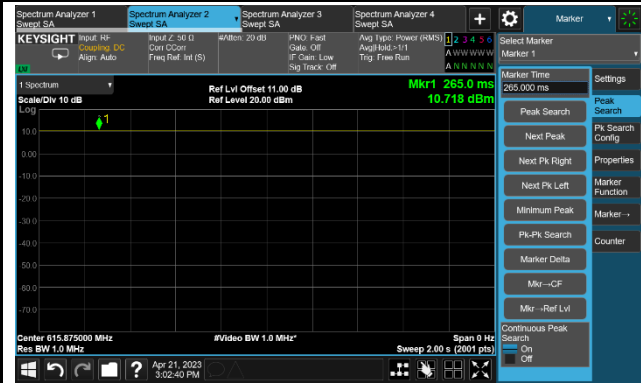 Spectrum Analyzer 1
Swept SA
Spectrum Analyzer 2
Swept SA
Spectrum Analyzer 3
Swept SA
Spectrum Analyzer 4
Swept SA
+
Marker
KEYSIGHT
Input: RF
Coupling: DC
Align: Auto
Input Z: 50 Ω
Corr CCorr
Freq Ref: Int (S)
#Atten: 20 dB
PNO: Fast
Gate: Off
IF Gain: Low
Sig Track: Off
Avg Type: Power (RMS)
Avg|Hold:>1/1
Trig: Free Run
1 2 3 4 5 6
A W W W W W
A N N N N N
Select Marker
Marker 1
1 Spectrum
Scale/Div 10 dB
Log
Ref Lvl Offset 11.00 dB
Ref Level 20.00 dBm
Mkr1 265.0 ms
10.718 dBm
1
10.0
0.00
-10.0
-20.0
-30.0
-40.0
-50.0
-60.0
-70.0
Center 615.875000 MHz
Res BW 1.0 MHz
#Video BW 1.0 MHz*
Span 0 Hz
Sweep 2.00 s (2001 pts)
Marker Time
265.000 ms
Peak Search
Next Peak
Next Pk Right
Next Pk Left
Minimum Peak
Pk-Pk Search
Marker Delta
Mkr→CF
Mkr→Ref Lvl
Continuous Peak
Search
On
Off
Settings
Peak
Search
Pk Search
Config
Properties
Marker
Function
Marker→
Counter
?
Apr 21, 2023
3:02:40 PM